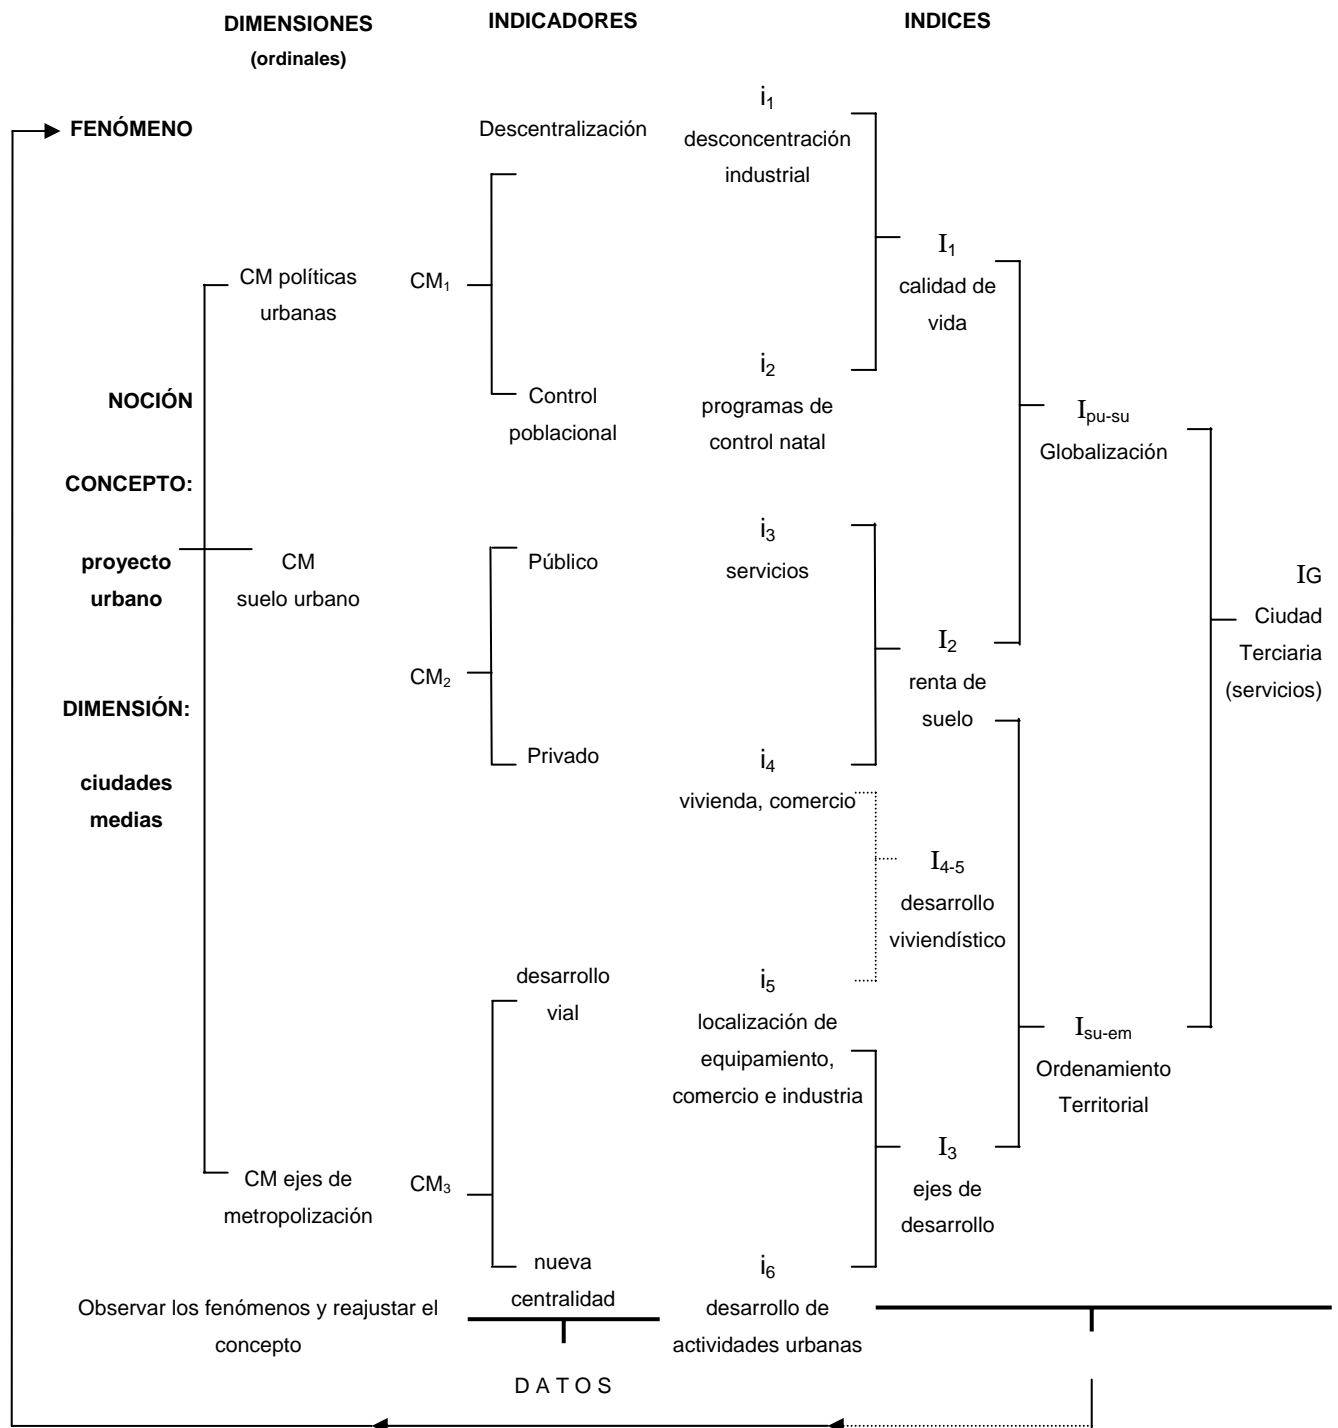 DIMENSIONES
(ordinales)
INDICADORES
INDICES
FENÓMENO
NOCIÓN
CONCEPTO:
proyecto
urbano
DIMENSIÓN:
ciudades
medias
CM políticas
urbanas
CM
suelo urbano
CM ejes de
metropolización
CM₁
CM₂
CM₃
Descentralización
Control
poblacional
Público
Privado
desarrollo
vial
nueva
centralidad
i₁
desconcentración
industrial
i₂
programas de
control natal
i₃
servicios
i₄
vivienda, comercio
i₅
localización de
equipamiento,
comercio e industria
i₆
desarrollo de
actividades urbanas
I₁
calidad de
vida
I₂
renta de
suelo
I₄₋₅
desarrollo
viviendístico
I₃
ejes de
desarrollo
Ipu-su
Globalización
Isu-em
Ordenamiento
Territorial
IG
Ciudad
Terciaria
(servicios)
Observar los fenómenos y reajustar el
concepto
D A T O S